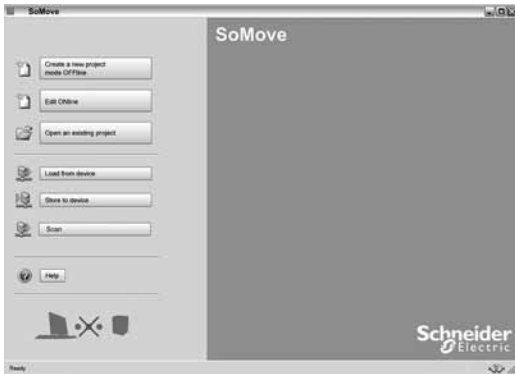 SoMove
SoMove
Create a new project
mode OFFline
Edit ONline
Open an existing project
Load from device
Store to device
Scan
Help
Schneider
Electric
Ready